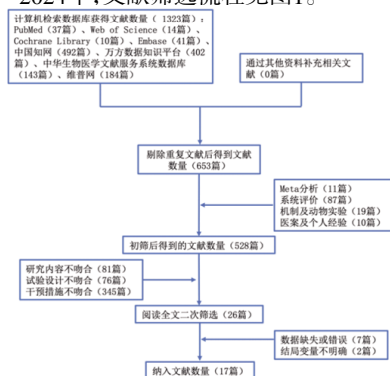 2024年，文献筛选流程见图1。
计算机检索数据库获得文献数量（ 1323篇）：
PubMed（37篇）、Web of Science（14篇）、
Cochrane Library（10篇）、Embase（41篇）、
中国知网（492篇）、万方数据知识平台（402
篇）、中华生物医学文献服务系统数据库
（143篇）、维普网（184篇）
通过其他资料补充相关文
献（0篇）
剔除重复文献后得到文献
数量（653篇）
Meta分析（11篇）
系统评价（87篇）
机制及动物实验（19篇）
医案及个人经验（10篇）
初筛后得到的文献数量（528篇）
研究内容不吻合（81篇）
试验设计不吻合（76篇）
干预措施不吻合（345篇）
阅读全文二次筛选（26篇）
数据缺失或错误（7篇）
结局变量不明确（2篇）
纳入文献数量（17篇）